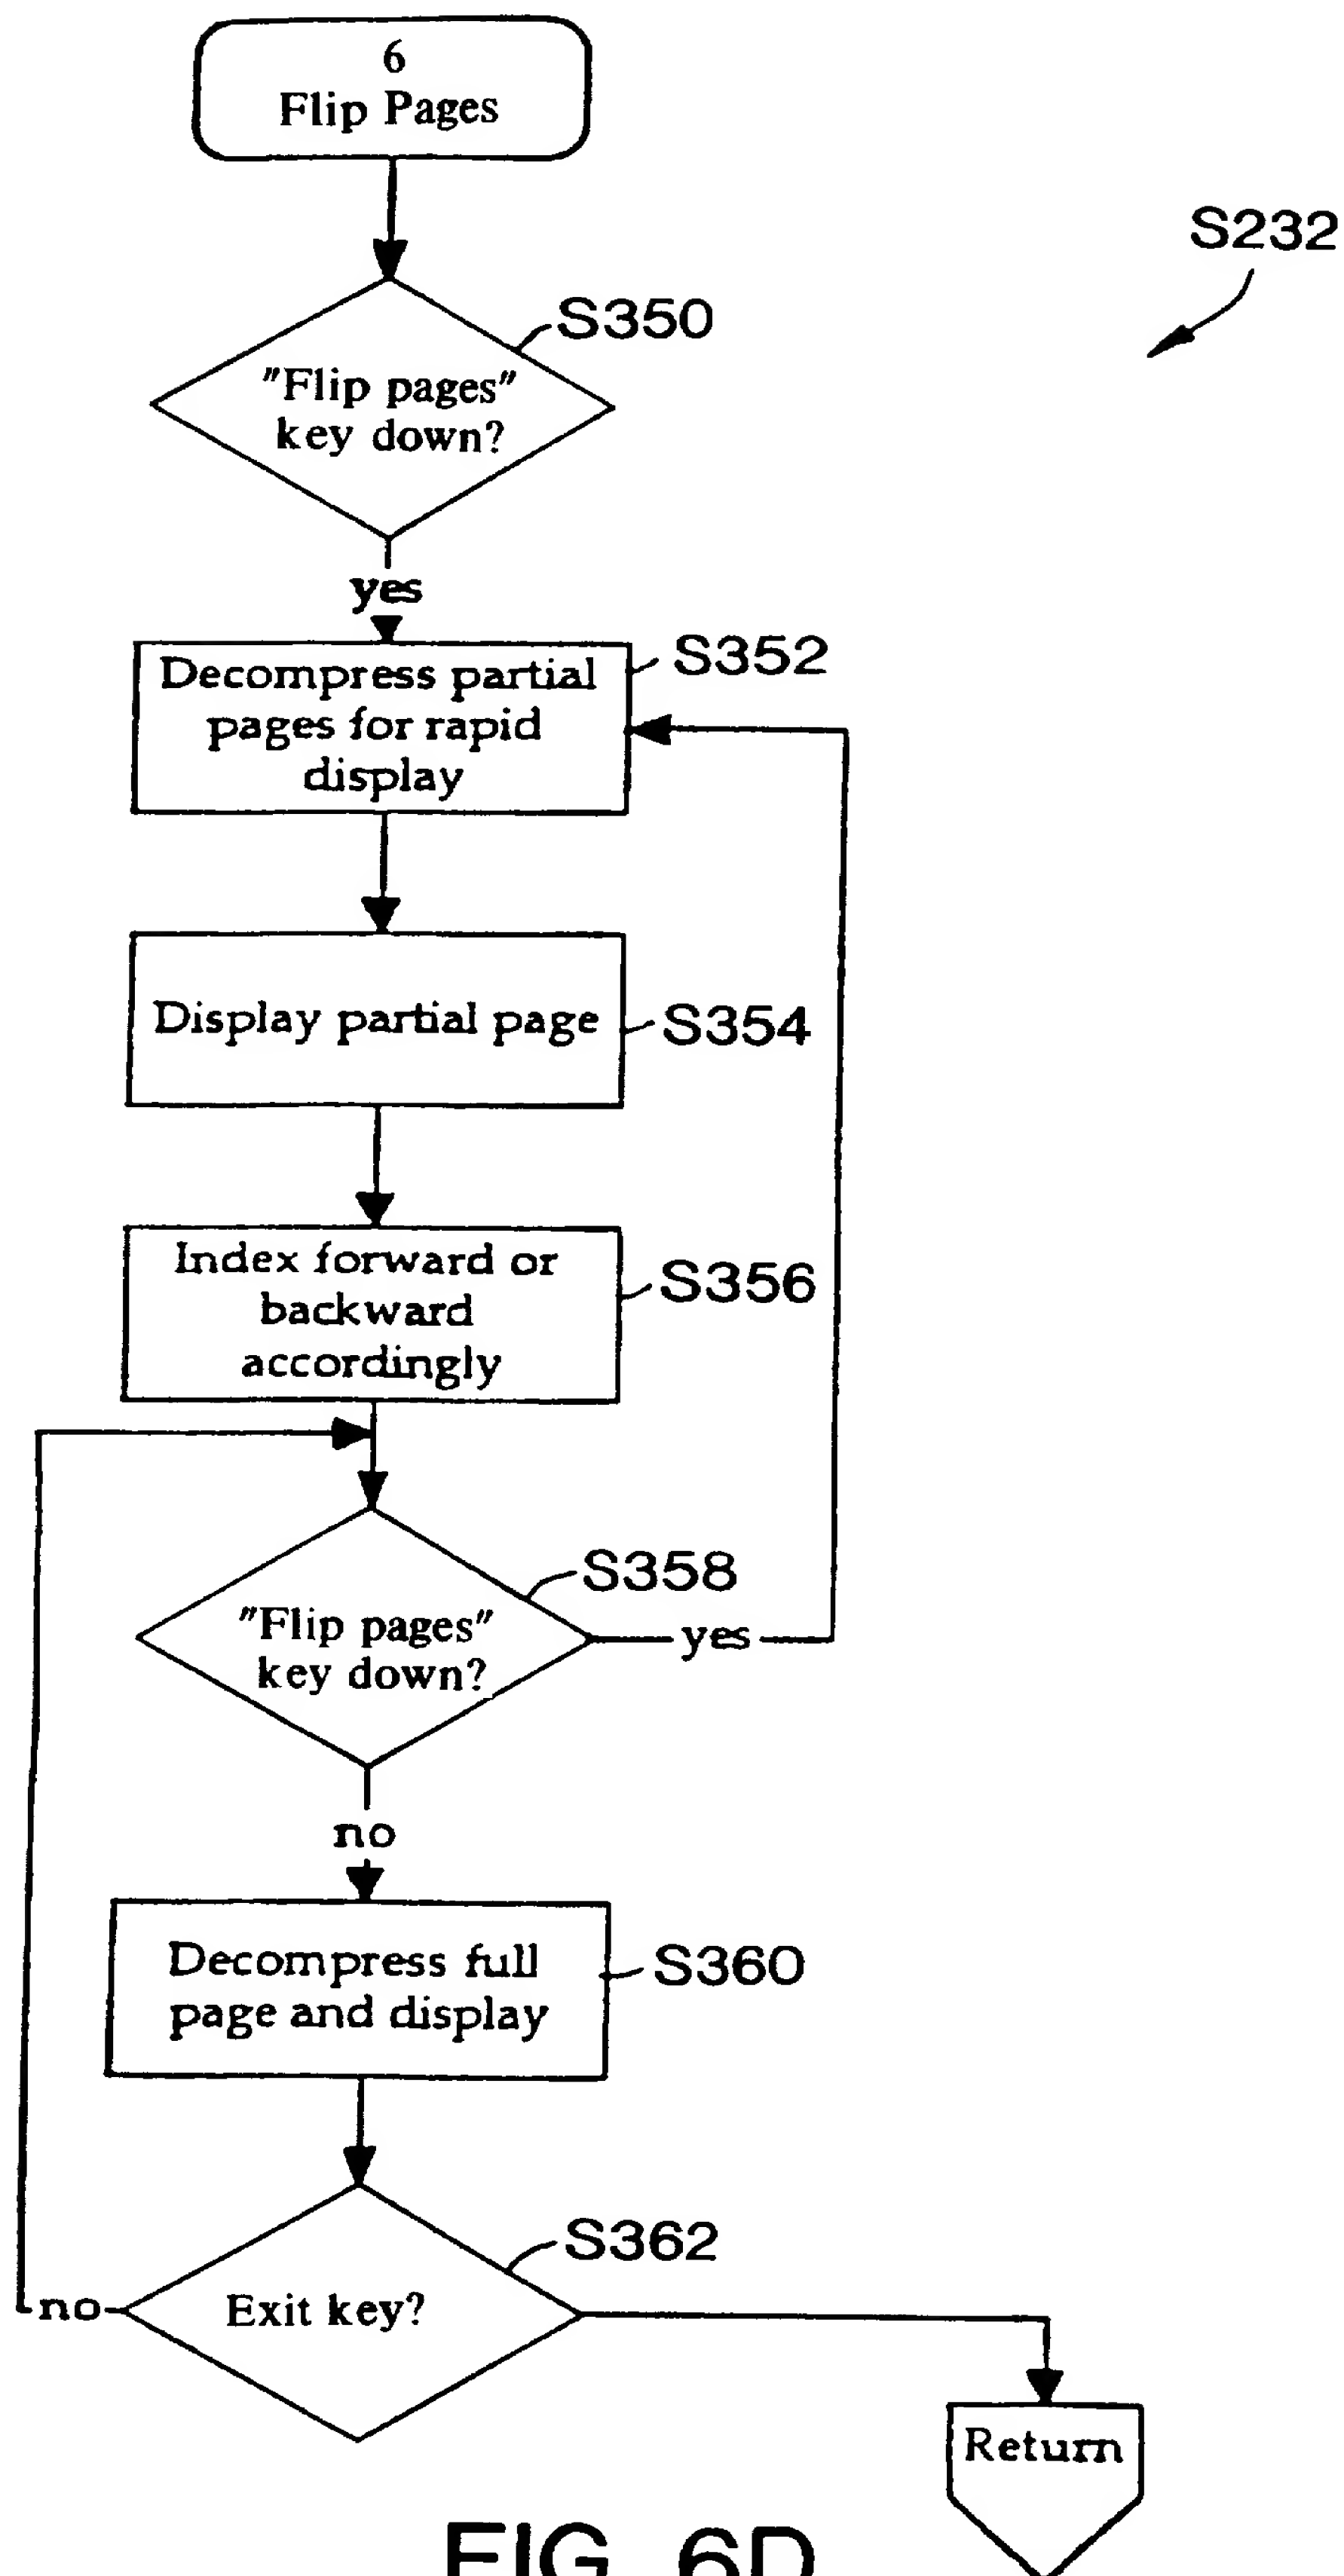 6
Flip Pages
S232
S350
"Flip pages"
key down?
yes
S352
Decompress partial
pages for rapid
display
Display partial page
S354
Index forward or
backward
accordingly
S356
S358
"Flip pages"
key down?
yes
no
Decompress full
page and display
S360
S362
Exit key?
no
Return
FIG. 6D